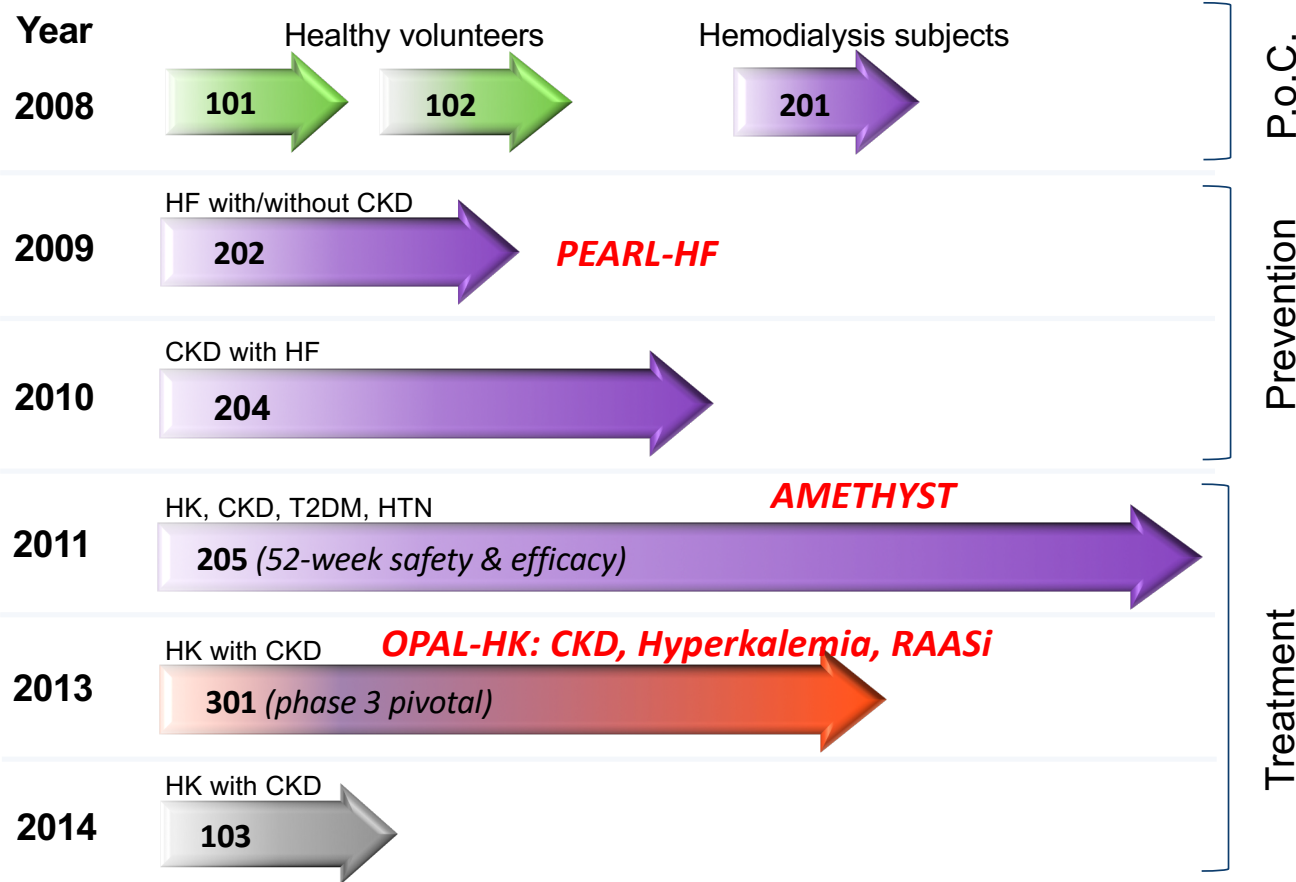 Year
Healthy volunteers
Hemodialysis subjects
2008
101
102
201
P.o.C.
HF with/without CKD
2009
202
PEARL-HF
Prevention
CKD with HF
2010
204
HK, CKD, T2DM, HTN
AMETHYST
2011
205 (52-week safety & efficacy)
HK with CKD
OPAL-HK: CKD, Hyperkalemia, RAASi
2013
301 (phase 3 pivotal)
Treatment
HK with CKD
2014
103